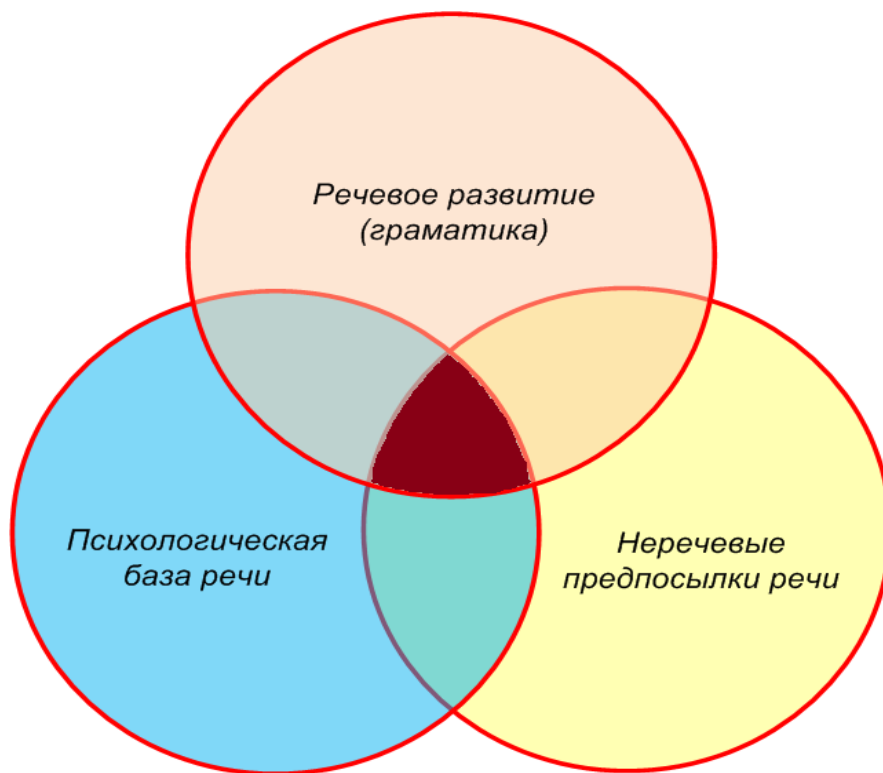 Речевое развитие
(граматика)
Психологическая
база речи
Неречевые
предпосылки речи